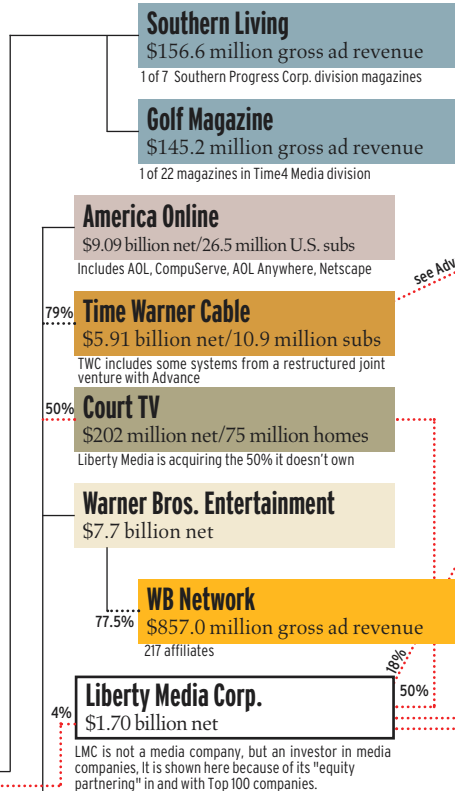 Southern Living
$156.6 million gross ad revenue
1 of 7 Southern Progress Corp. division magazines
Golf Magazine
$145.2 million gross ad revenue
1 of 22 magazines in Time4 Media division
America Online
$9.09 billion net/26.5 million U.S. subs
Includes AOL, CompuServe, AOL Anywhere, Netscape
see Adv
79%
Time Warner Cable
$5.91 billion net/10.9 million subs
TWC includes some systems from a restructured joint
venture with Advance
50%
Court TV
$202 million net/75 million homes
Liberty Media is acquiring the 50% it doesn't own
Warner Bros. Entertainment
$7.7 billion net
77.5%
WB Network
$857.0 million gross ad revenue
217 affiliates
18%
50%
4%
Liberty Media Corp.
$1.70 billion net
LMC is not a media company, but an investor in media
companies, It is shown here because of its "equity
partnering" in and with Top 100 companies.